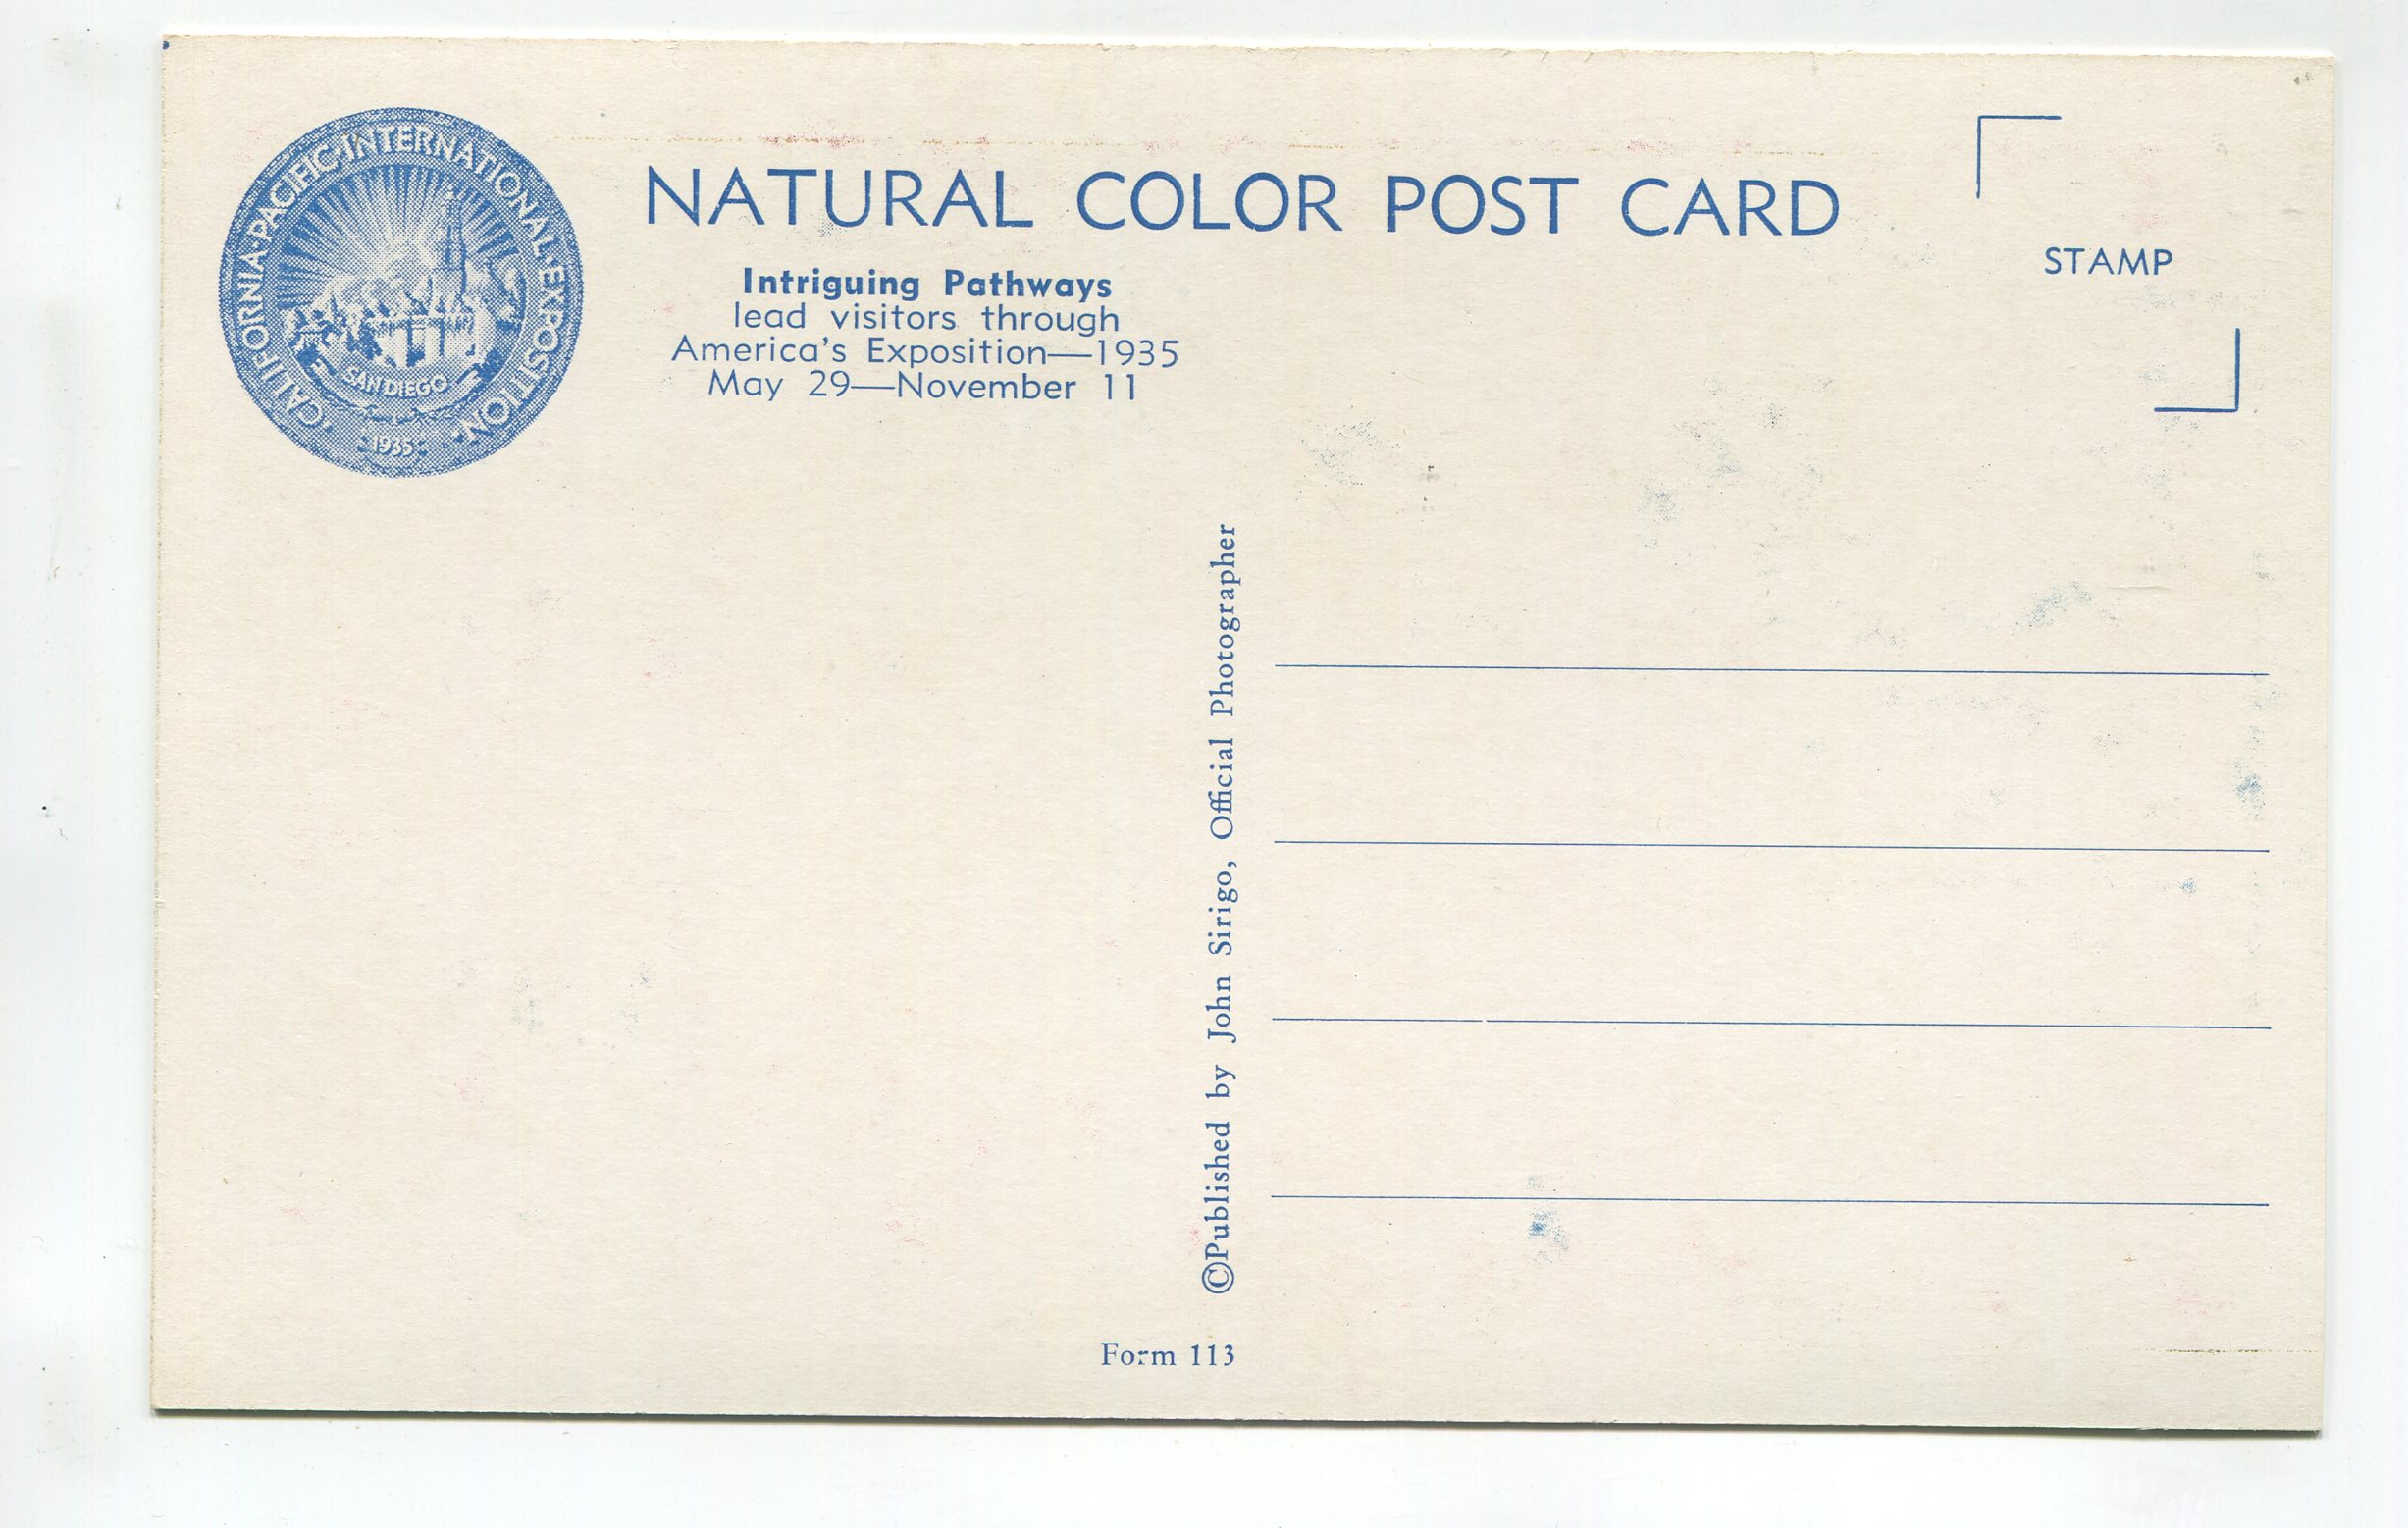 CALIFORNIA·PACIFIC·INTERNATIONAL·EXPOSITION
SAN DIEGO
1935
NATURAL COLOR POST CARD
STAMP
Intriguing Pathways
lead visitors through
America's Exposition—1935
May 29—November 11
©Published by John Sirigo, Official Photographer
Form 113